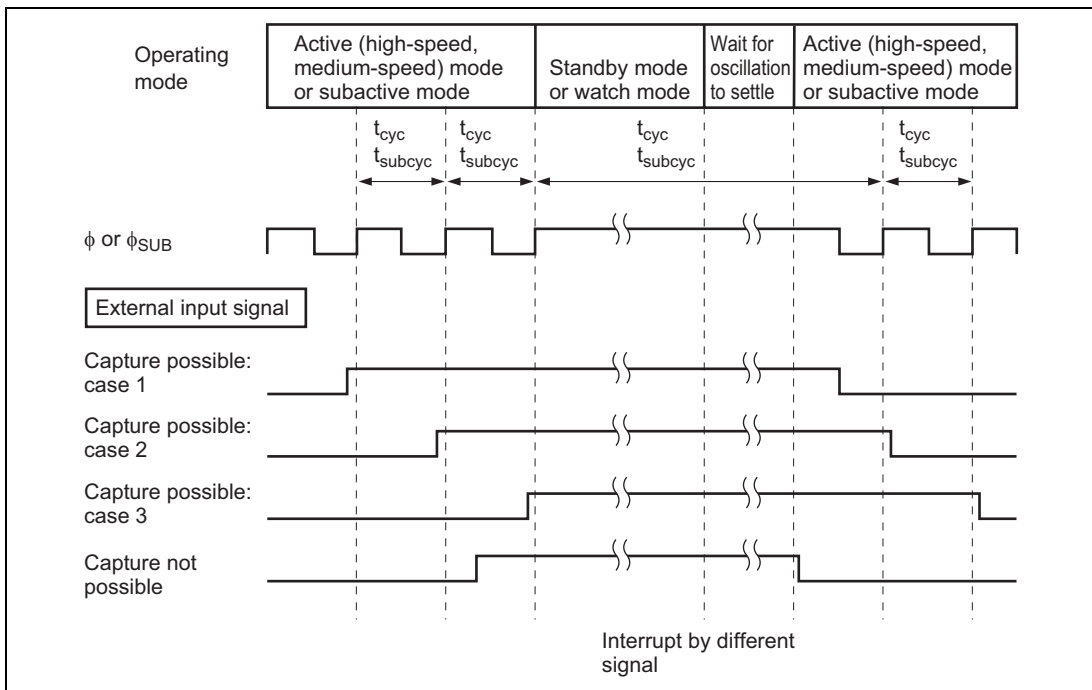 Operating
mode
Active (high-speed,
medium-speed) mode
or subactive mode
Standby mode
or watch mode
Wait for
oscillation
to settle
Active (high-speed,
medium-speed) mode
or subactive mode
tcyc
tsubcyc
tcyc
tsubcyc
tcyc
tsubcyc
tcyc
tsubcyc
ϕ or ϕSUB
External input signal
Capture possible:
case 1
Capture possible:
case 2
Capture possible:
case 3
Capture not
possible
Interrupt by different
signal